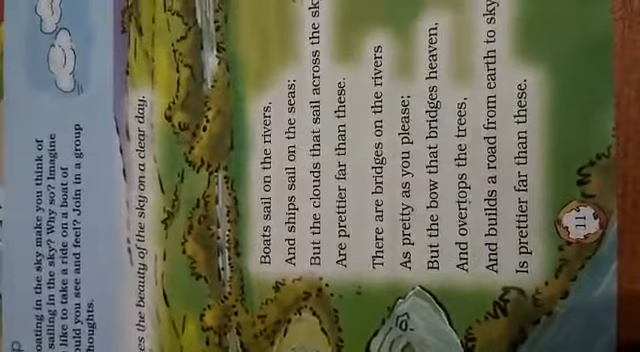 oating in the sky make you think of
sailing in the sky? Why so? Imagine
like to take a ride on a boat of
ould you see and feel? Join in a group
houghts.
es the beauty of the sky on a clear day.
Boats sail on the rivers,
And ships sail on the seas;
But the clouds that sail across the sk
Are prettier far than these.
There are bridges on the rivers
As pretty as you please;
But the bow that bridges heaven,
And overtops the trees,
And builds a road from earth to sky
Is prettier far than these.
11